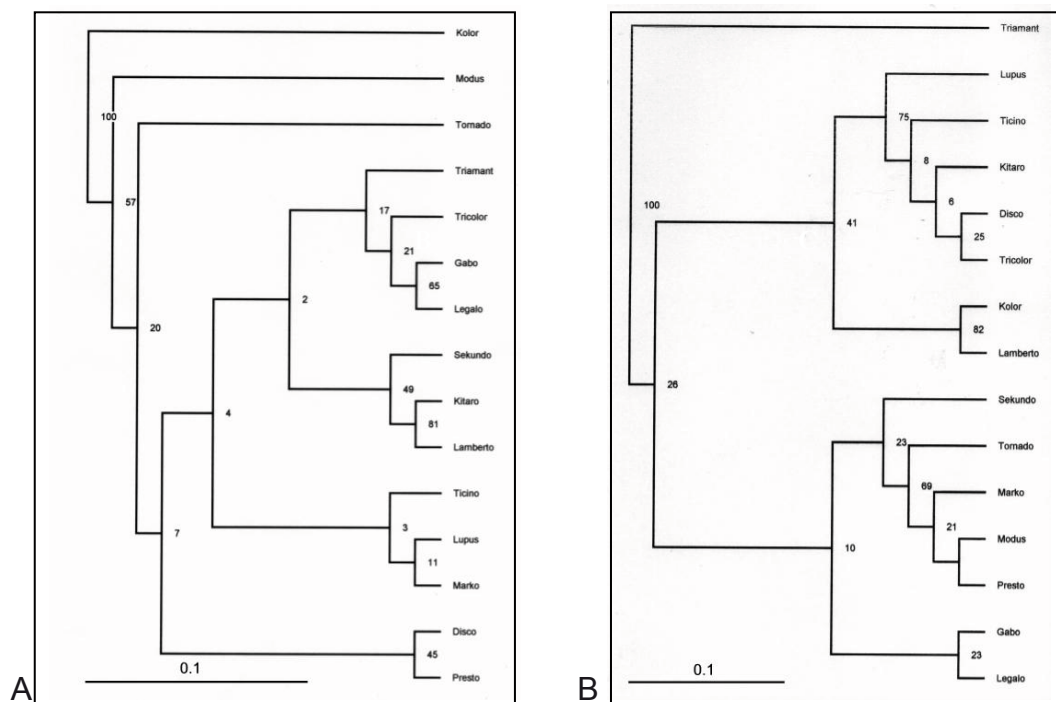 Kolor
Modus
100
Tornado
57
Triamant
17
Tricolor
21
Gabo
65
Legalo
2
20
Sekundo
49
Kitaro
81
4
Lamberto
Ticino
3
7
Lupus
11
Marko
Disco
45
0.1
Presto
A
Triamant
Lupus
75
Ticino
8
Kitaro
6
100
Disco
41
25
Tricolor
Kolor
82
Lamberto
26
Sekundo
23
Tornado
69
Marko
21
Modus
10
Presto
Gabo
23
0.1
Legalo
B